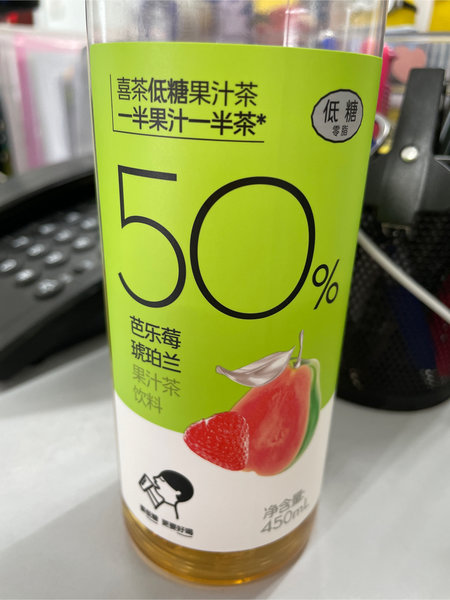 喜茶低糖果汁茶
一半果汁一半茶*
低糖
零脂
50%
芭乐莓
琥珀兰
果汁茶
饮料
净含量:
450mL